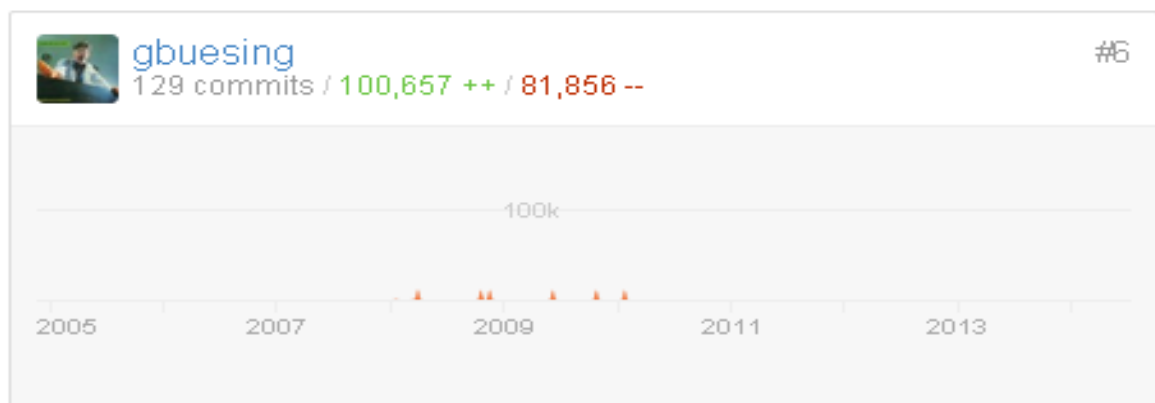 gbuesing
#6
129 commits / 100,657 ++ / 81,856 --
100k
2005 2007 2009 2011 2013